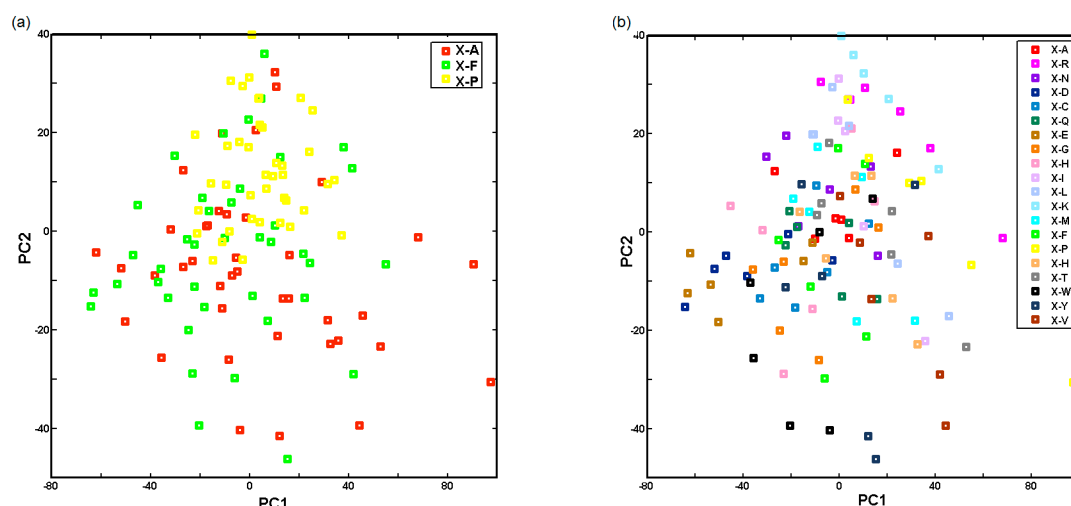 (a)
(b)
40
20
0
-20
-40
-80
-40
0
40
80
PC2
PC1
X-A
X-F
X-P
40
20
0
-20
-40
-80
-40
0
40
80
PC2
PC1
X-A
X-R
X-N
X-D
X-C
X-Q
X-E
X-G
X-H
X-I
X-L
X-K
X-M
X-F
X-P
X-H
X-T
X-W
X-Y
X-V